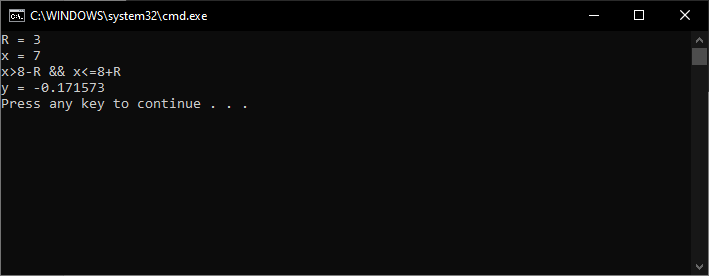 C:\WINDOWS\system32\cmd.exe
R = 3
x = 7
x>8-R && x<=8+R
y = -0.171573
Press any key to continue . . .